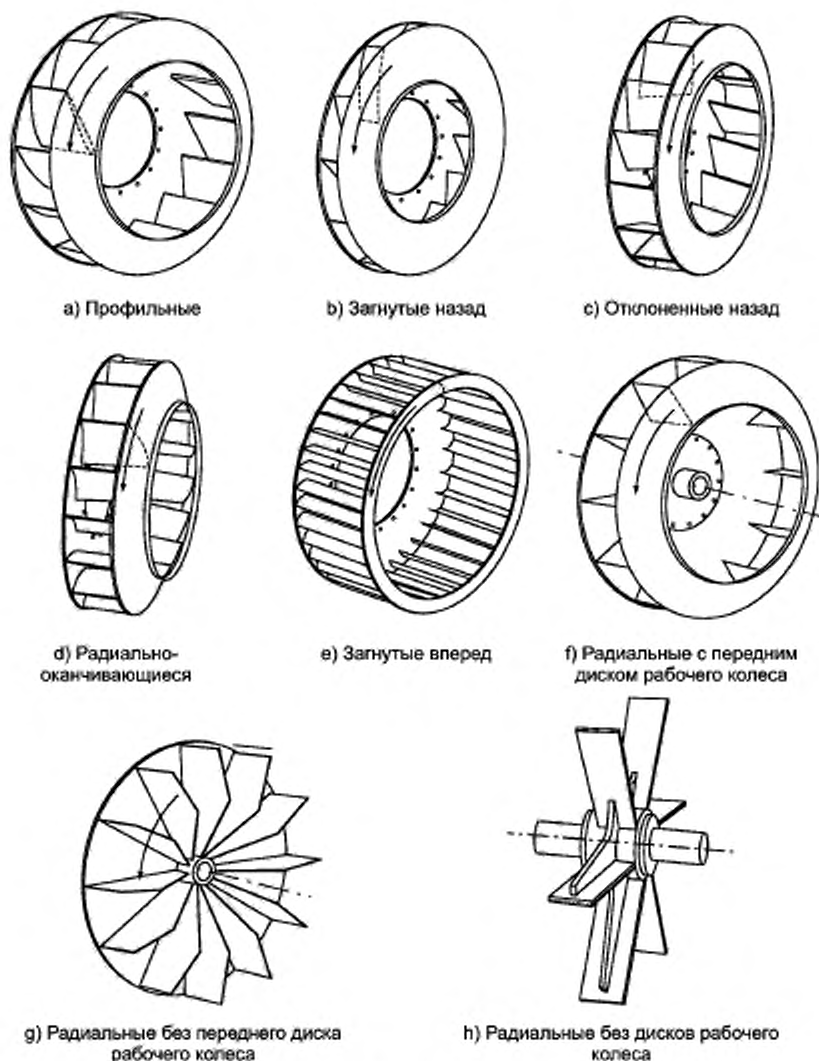 a) Профильные
b) Загнутые назад
c) Отклоненные назад
d) Радиально-
оканчивающиеся
e) Загнутые вперед
f) Радиальные с передним
диском рабочего колеса
g) Радиальные без переднего диска
рабочего колеса
h) Радиальные без дисков рабочего
колеса